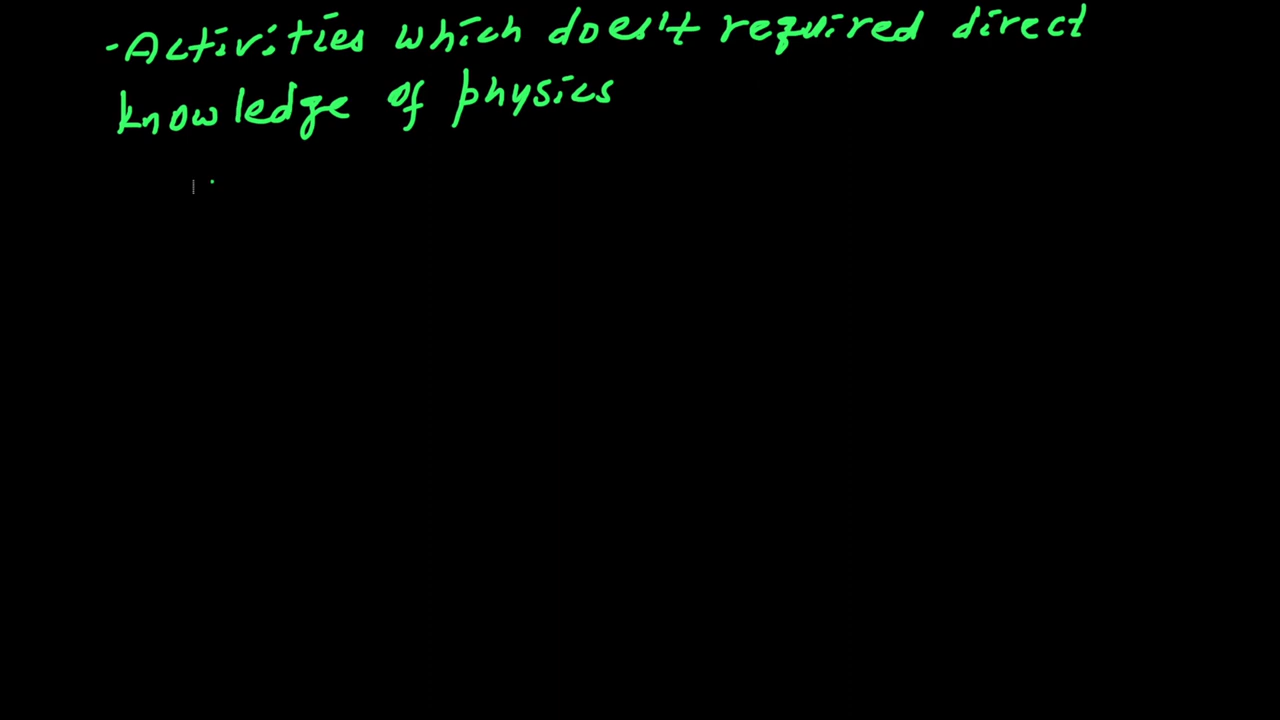 -Activities which doesn't required direct
knowledge of physics